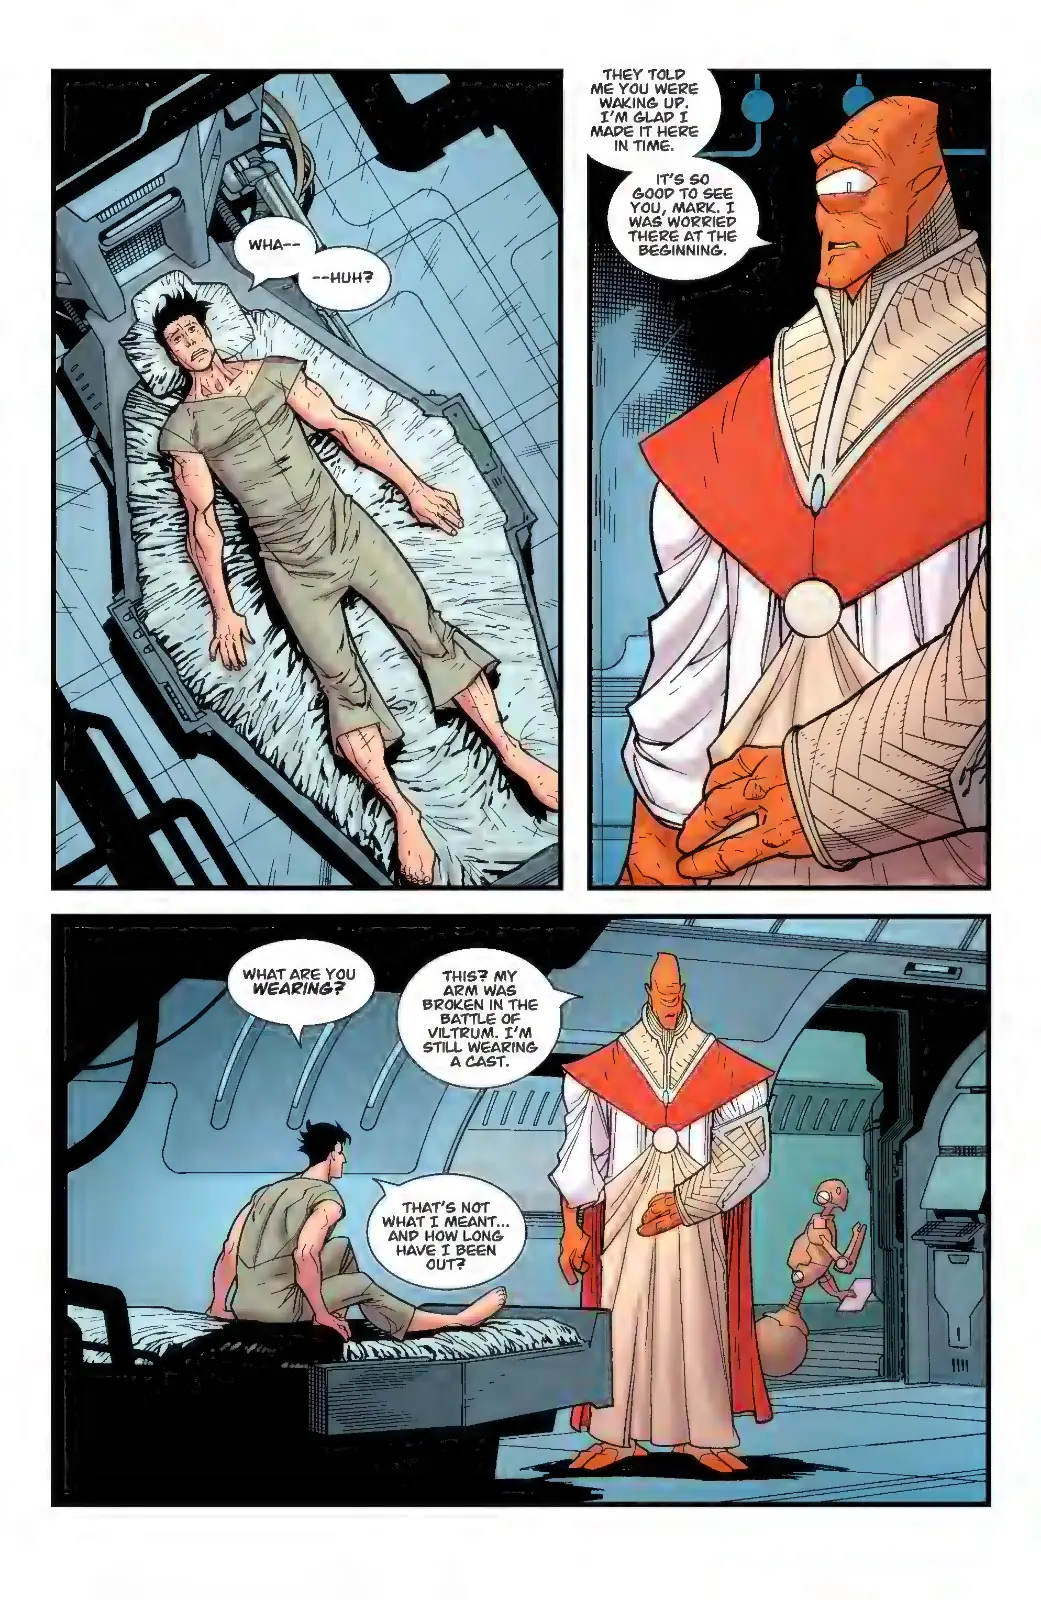 WHA--
--HUH?
THEY TOLD
ME YOU WERE
WAKING UP.
I'M GLAD I
MADE IT HERE
IN TIME.
IT'S SO
GOOD TO SEE
YOU, MARK. I
WAS WORRIED
THERE AT THE
BEGINNING.
WHAT ARE YOU
WEARING?
THIS? MY
ARM WAS
BROKEN IN THE
BATTLE OF
VILTRUM. I'M
STILL WEARING
A CAST.
THAT'S NOT
WHAT I MEANT...
AND HOW LONG
HAVE I BEEN
OUT?